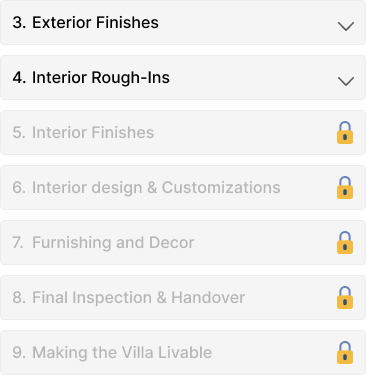 3. Exterior Finishes
4. Interior Rough-Ins
5. Interior Finishes
6. Interior design & Customizations
7. Furnishing and Decor
8. Final Inspection & Handover
9. Making the Villa Livable